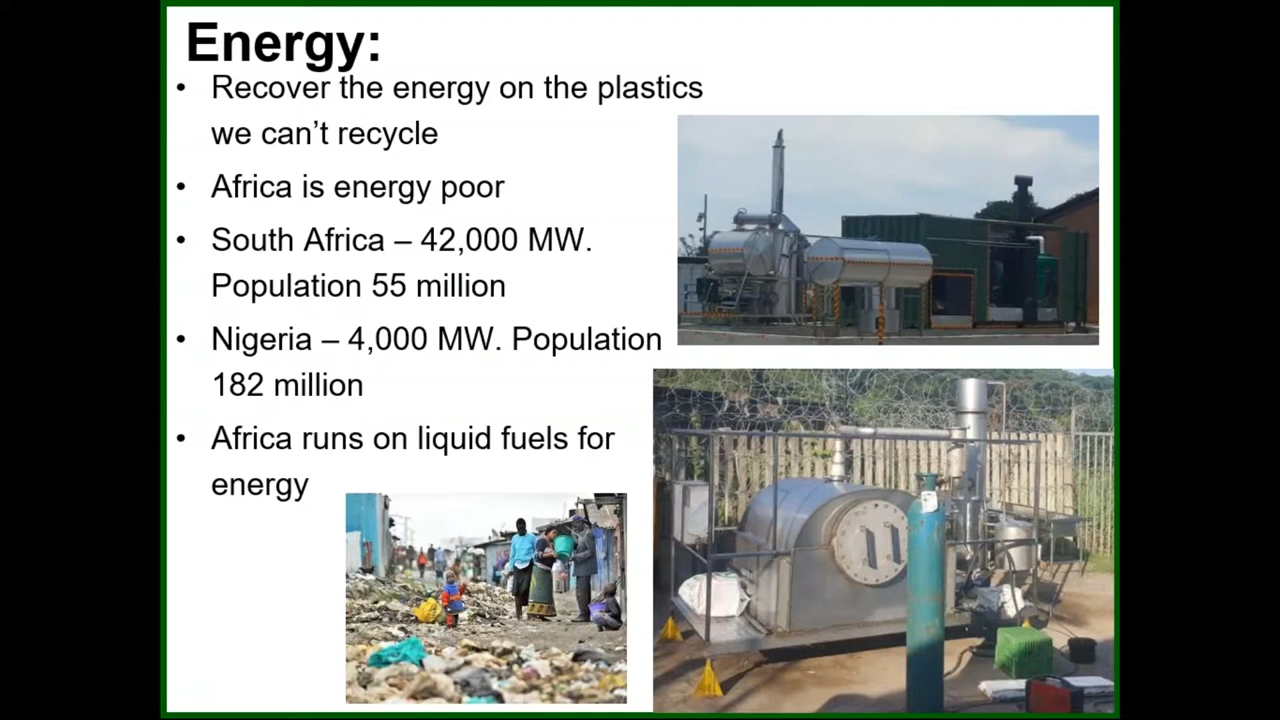 Energy:
• Recover the energy on the plastics
we can’t recycle
• Africa is energy poor
• South Africa – 42,000 MW.
Population 55 million
• Nigeria – 4,000 MW. Population
182 million
• Africa runs on liquid fuels for
energy